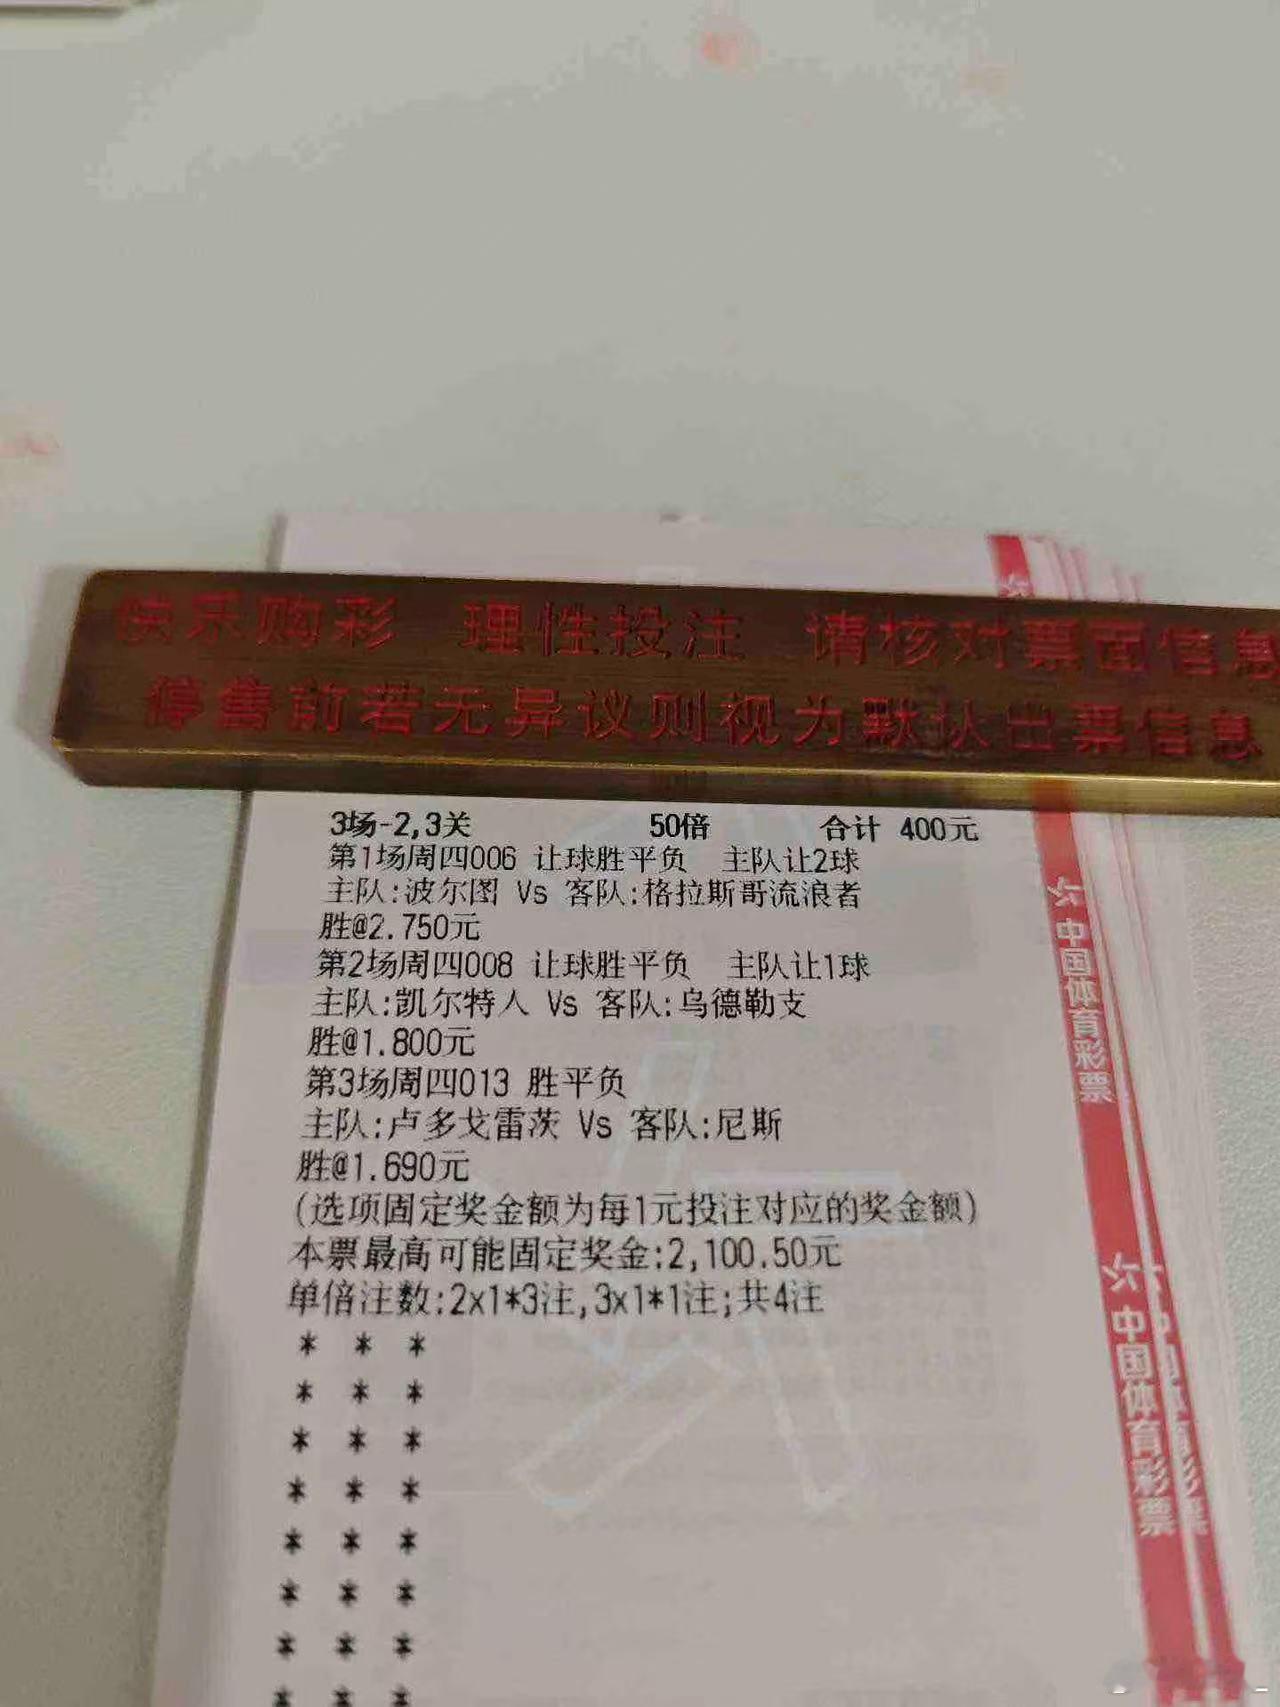 快乐购彩 理性投注 请核对票面信息
停售前若无异议则视为默认出票信息
3场-2,3关 50倍 合计 400元
第1场周四006 让球胜平负 主队让2球
主队:波尔图 Vs 客队:格拉斯哥流浪者
胜@2.750元
第2场周四008 让球胜平负 主队让1球
主队:凯尔特人 Vs 客队:乌德勒支
胜@1.800元
第3场周四013 胜平负
主队:卢多戈雷茨 Vs 客队:尼斯
胜@1.690元
(选项固定奖金额为每1元投注对应的奖金额)
本票最高可能固定奖金:2,100.50元
单倍注数:2x1*3注,3x1*1注;共4注
* * *
* * *
* * *
* * *
* * *
* * *
* * *
* * *
中国体育彩票
中国体育彩票